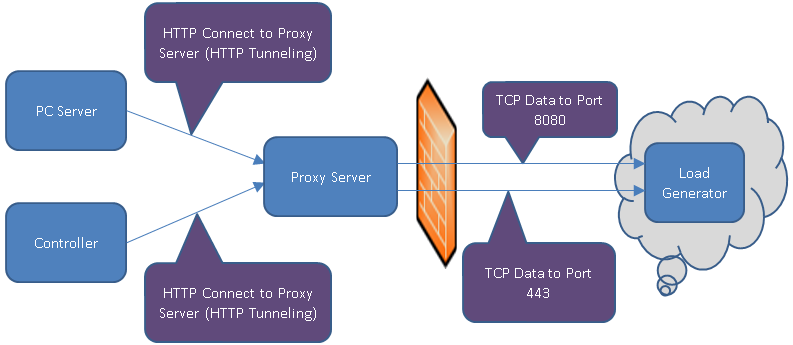 HTTP Connect to Proxy
Server (HTTP Tunneling)
PC Server
TCP Data to Port
8080
Proxy Server
Load
Generator
Controller
TCP Data to Port
443
HTTP Connect to Proxy
Server (HTTP Tunneling)